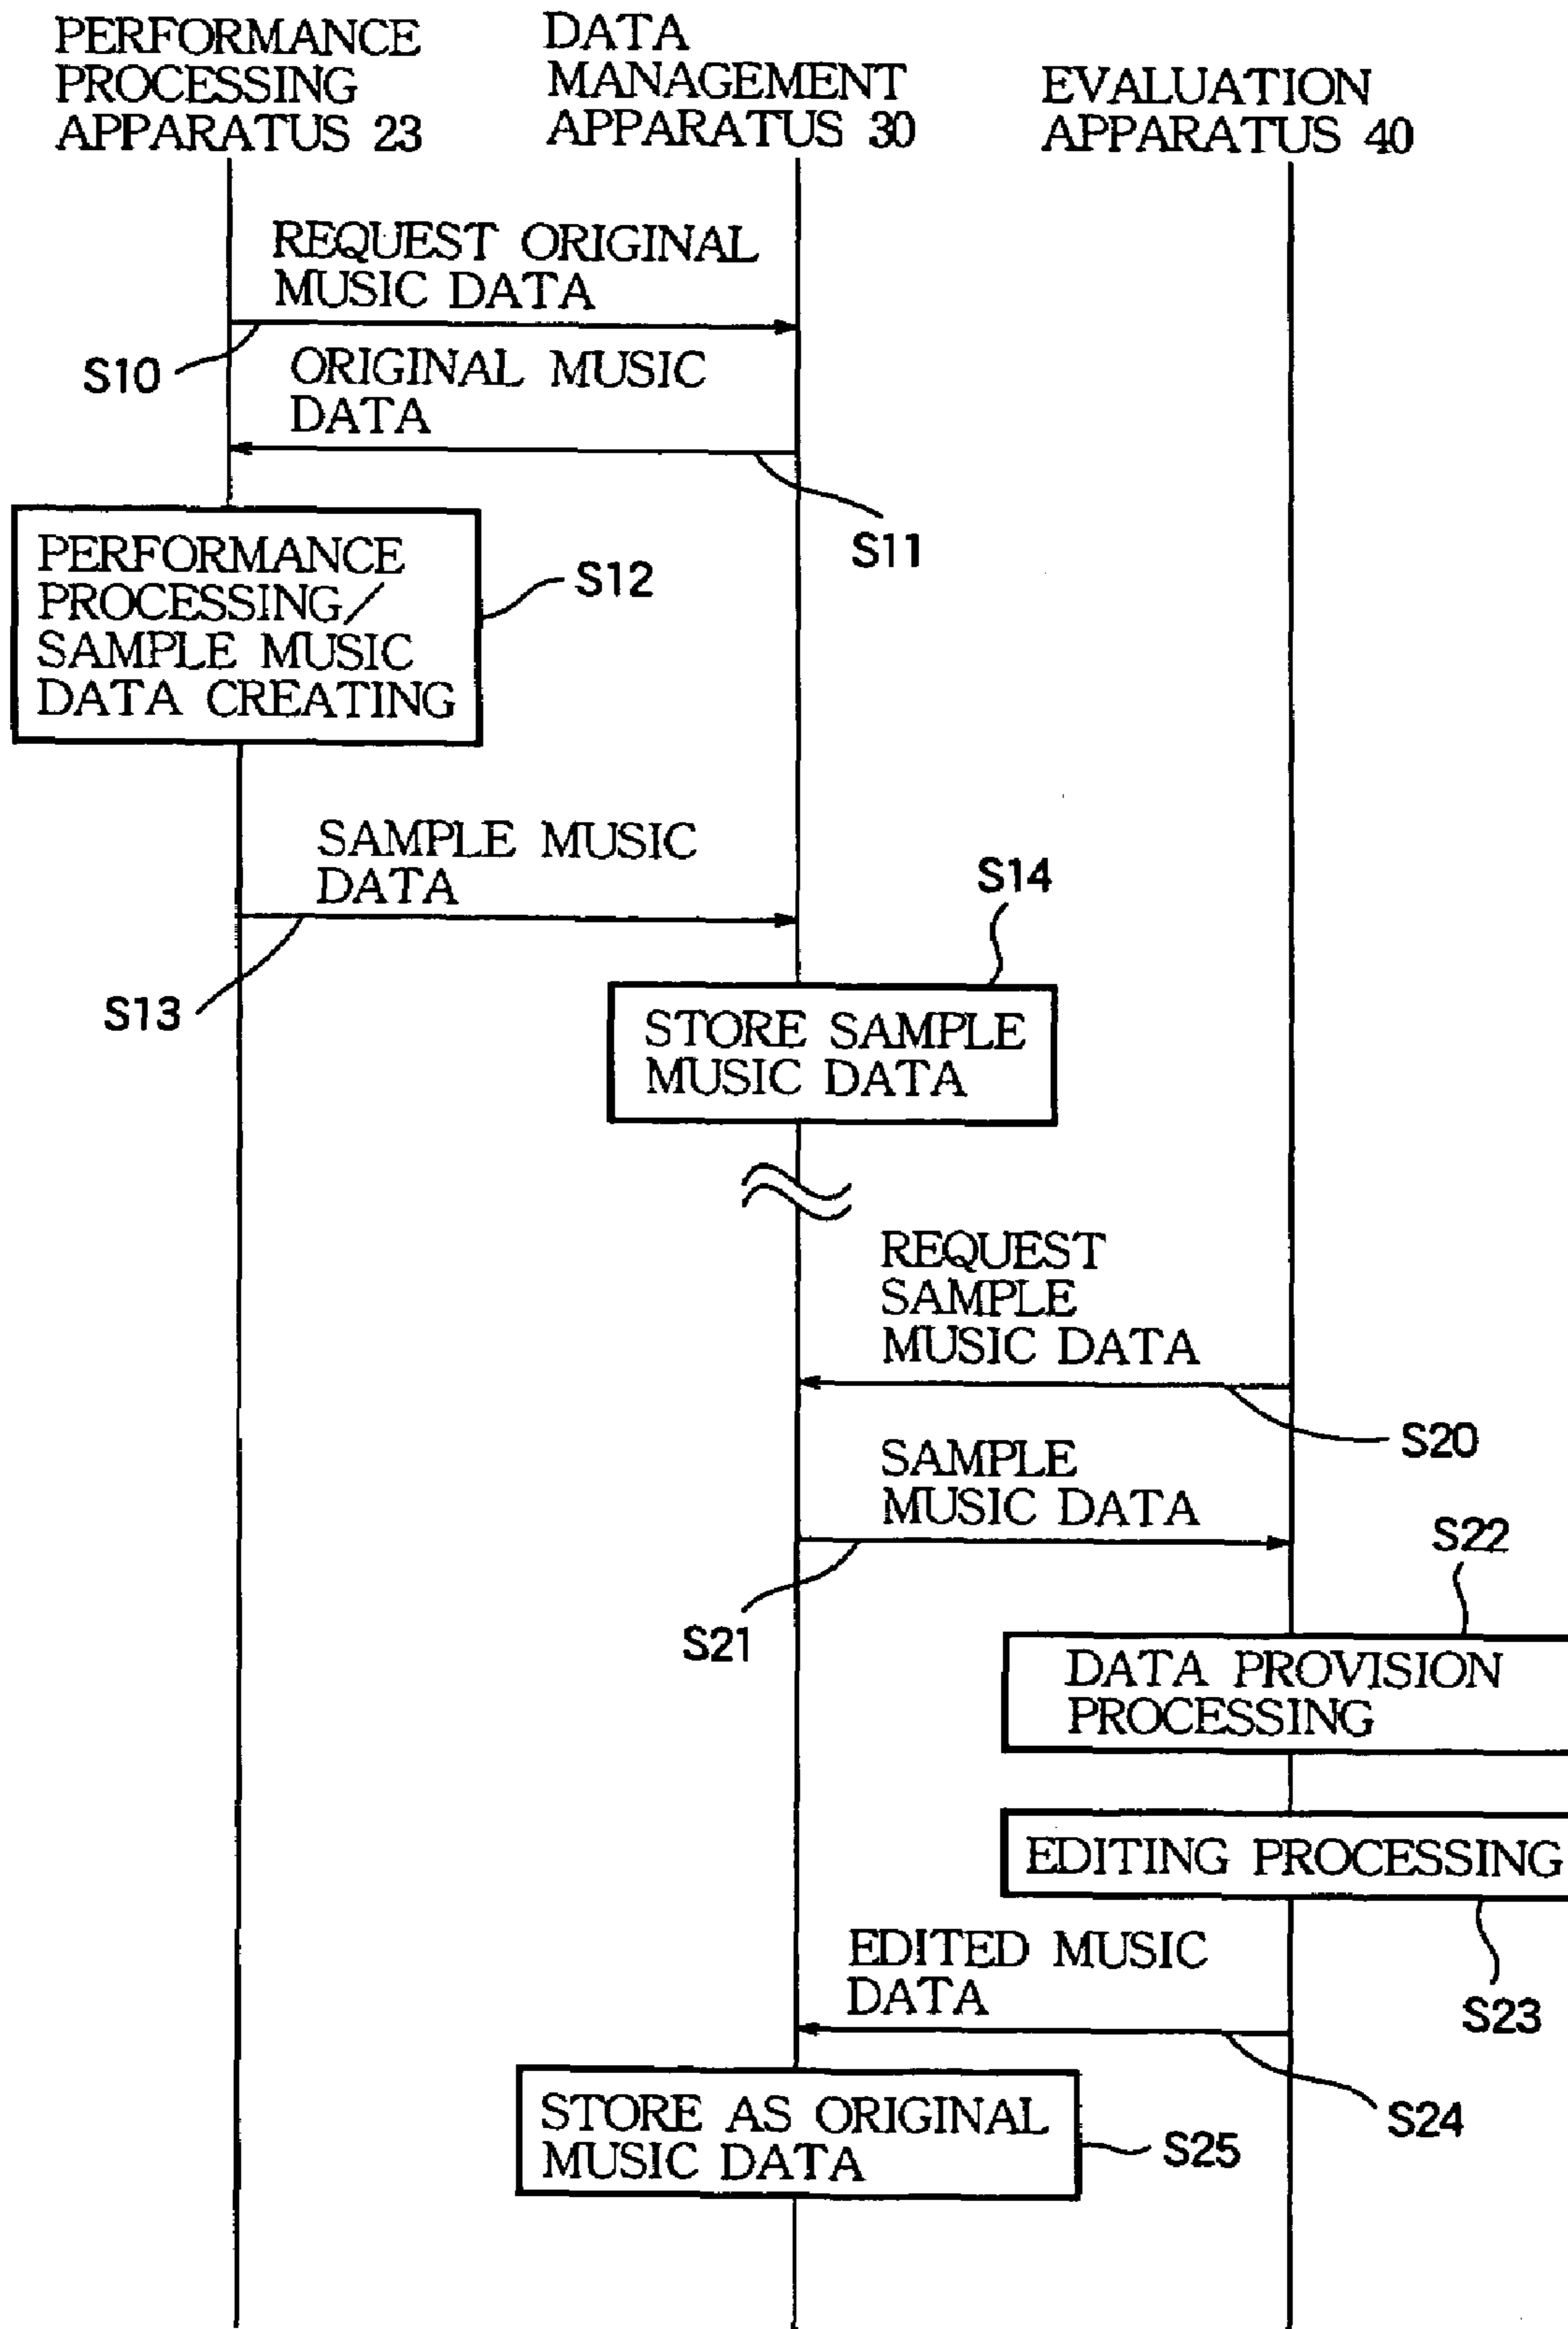 PERFORMANCE
PROCESSING
APPARATUS 23
DATA
MANAGEMENT
APPARATUS 30
EVALUATION
APPARATUS 40
REQUEST ORIGINAL
MUSIC DATA
S10
ORIGINAL MUSIC
DATA
S11
PERFORMANCE
PROCESSING/
SAMPLE MUSIC
DATA CREATING
S12
SAMPLE MUSIC
DATA
S13
S14
STORE SAMPLE
MUSIC DATA
REQUEST
SAMPLE
MUSIC DATA
S20
SAMPLE
MUSIC DATA
S21
S22
DATA PROVISION
PROCESSING
EDITING PROCESSING
S23
EDITED MUSIC
DATA
S24
STORE AS ORIGINAL
MUSIC DATA
S25